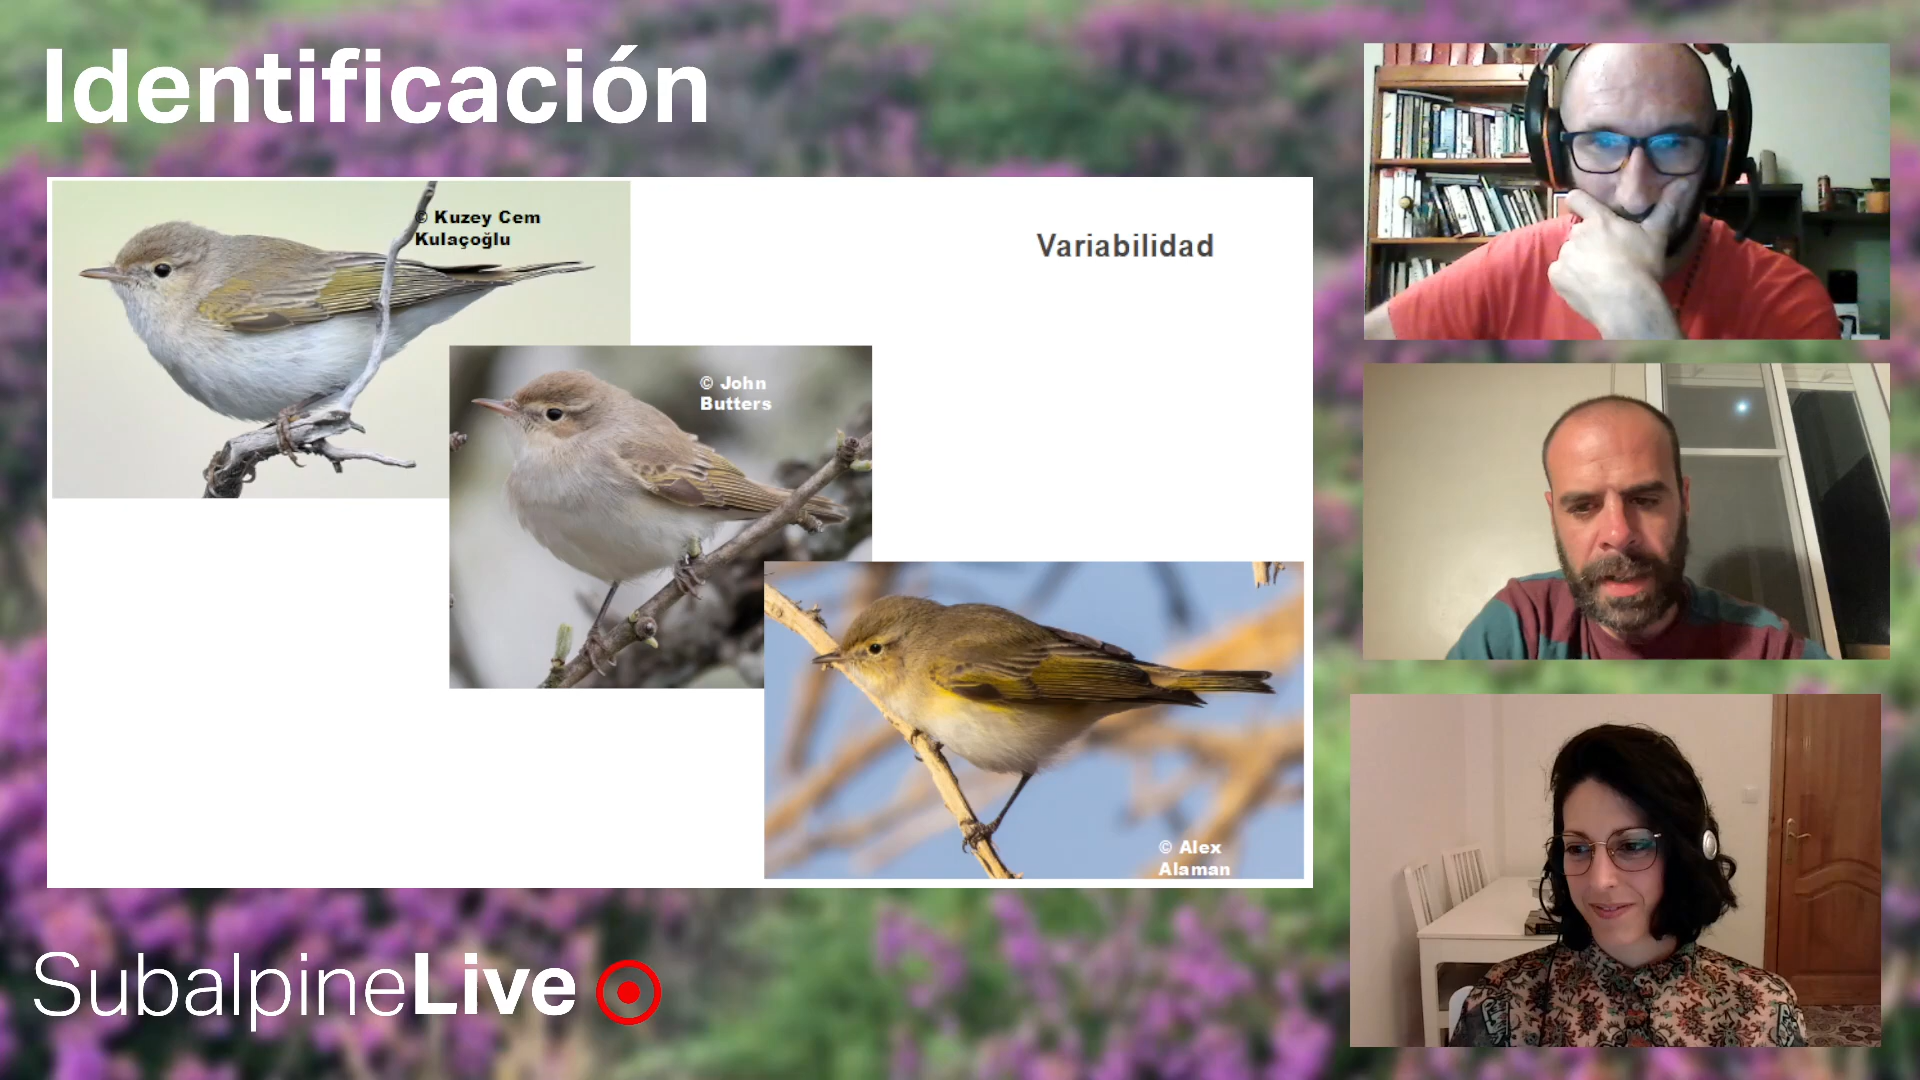 Identificación
© Kuzey Cem
Kulaçoğlu
Variabilidad
© John
Butters
© Alex
Alaman
SubalpineLive